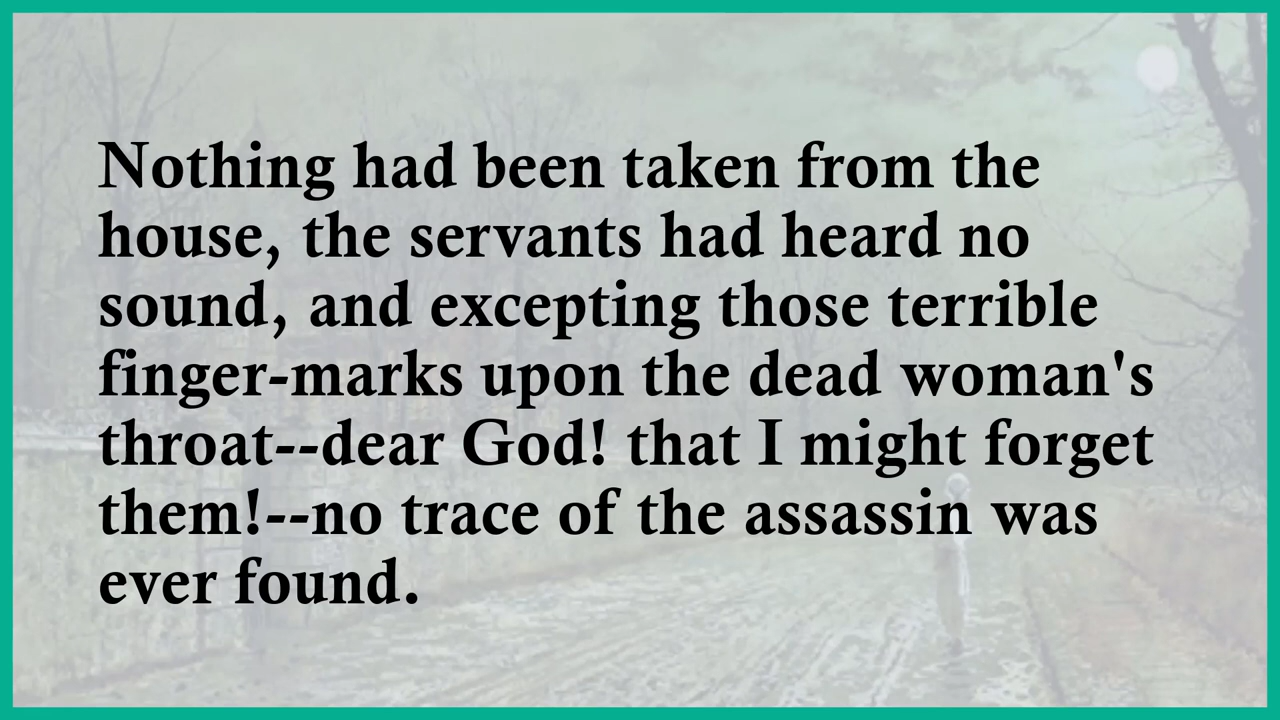 Nothing had been taken from the
house, the servants had heard no
sound, and excepting those terrible
finger-marks upon the dead woman's
throat--dear God! that I might forget
them!--no trace of the assassin was
ever found.